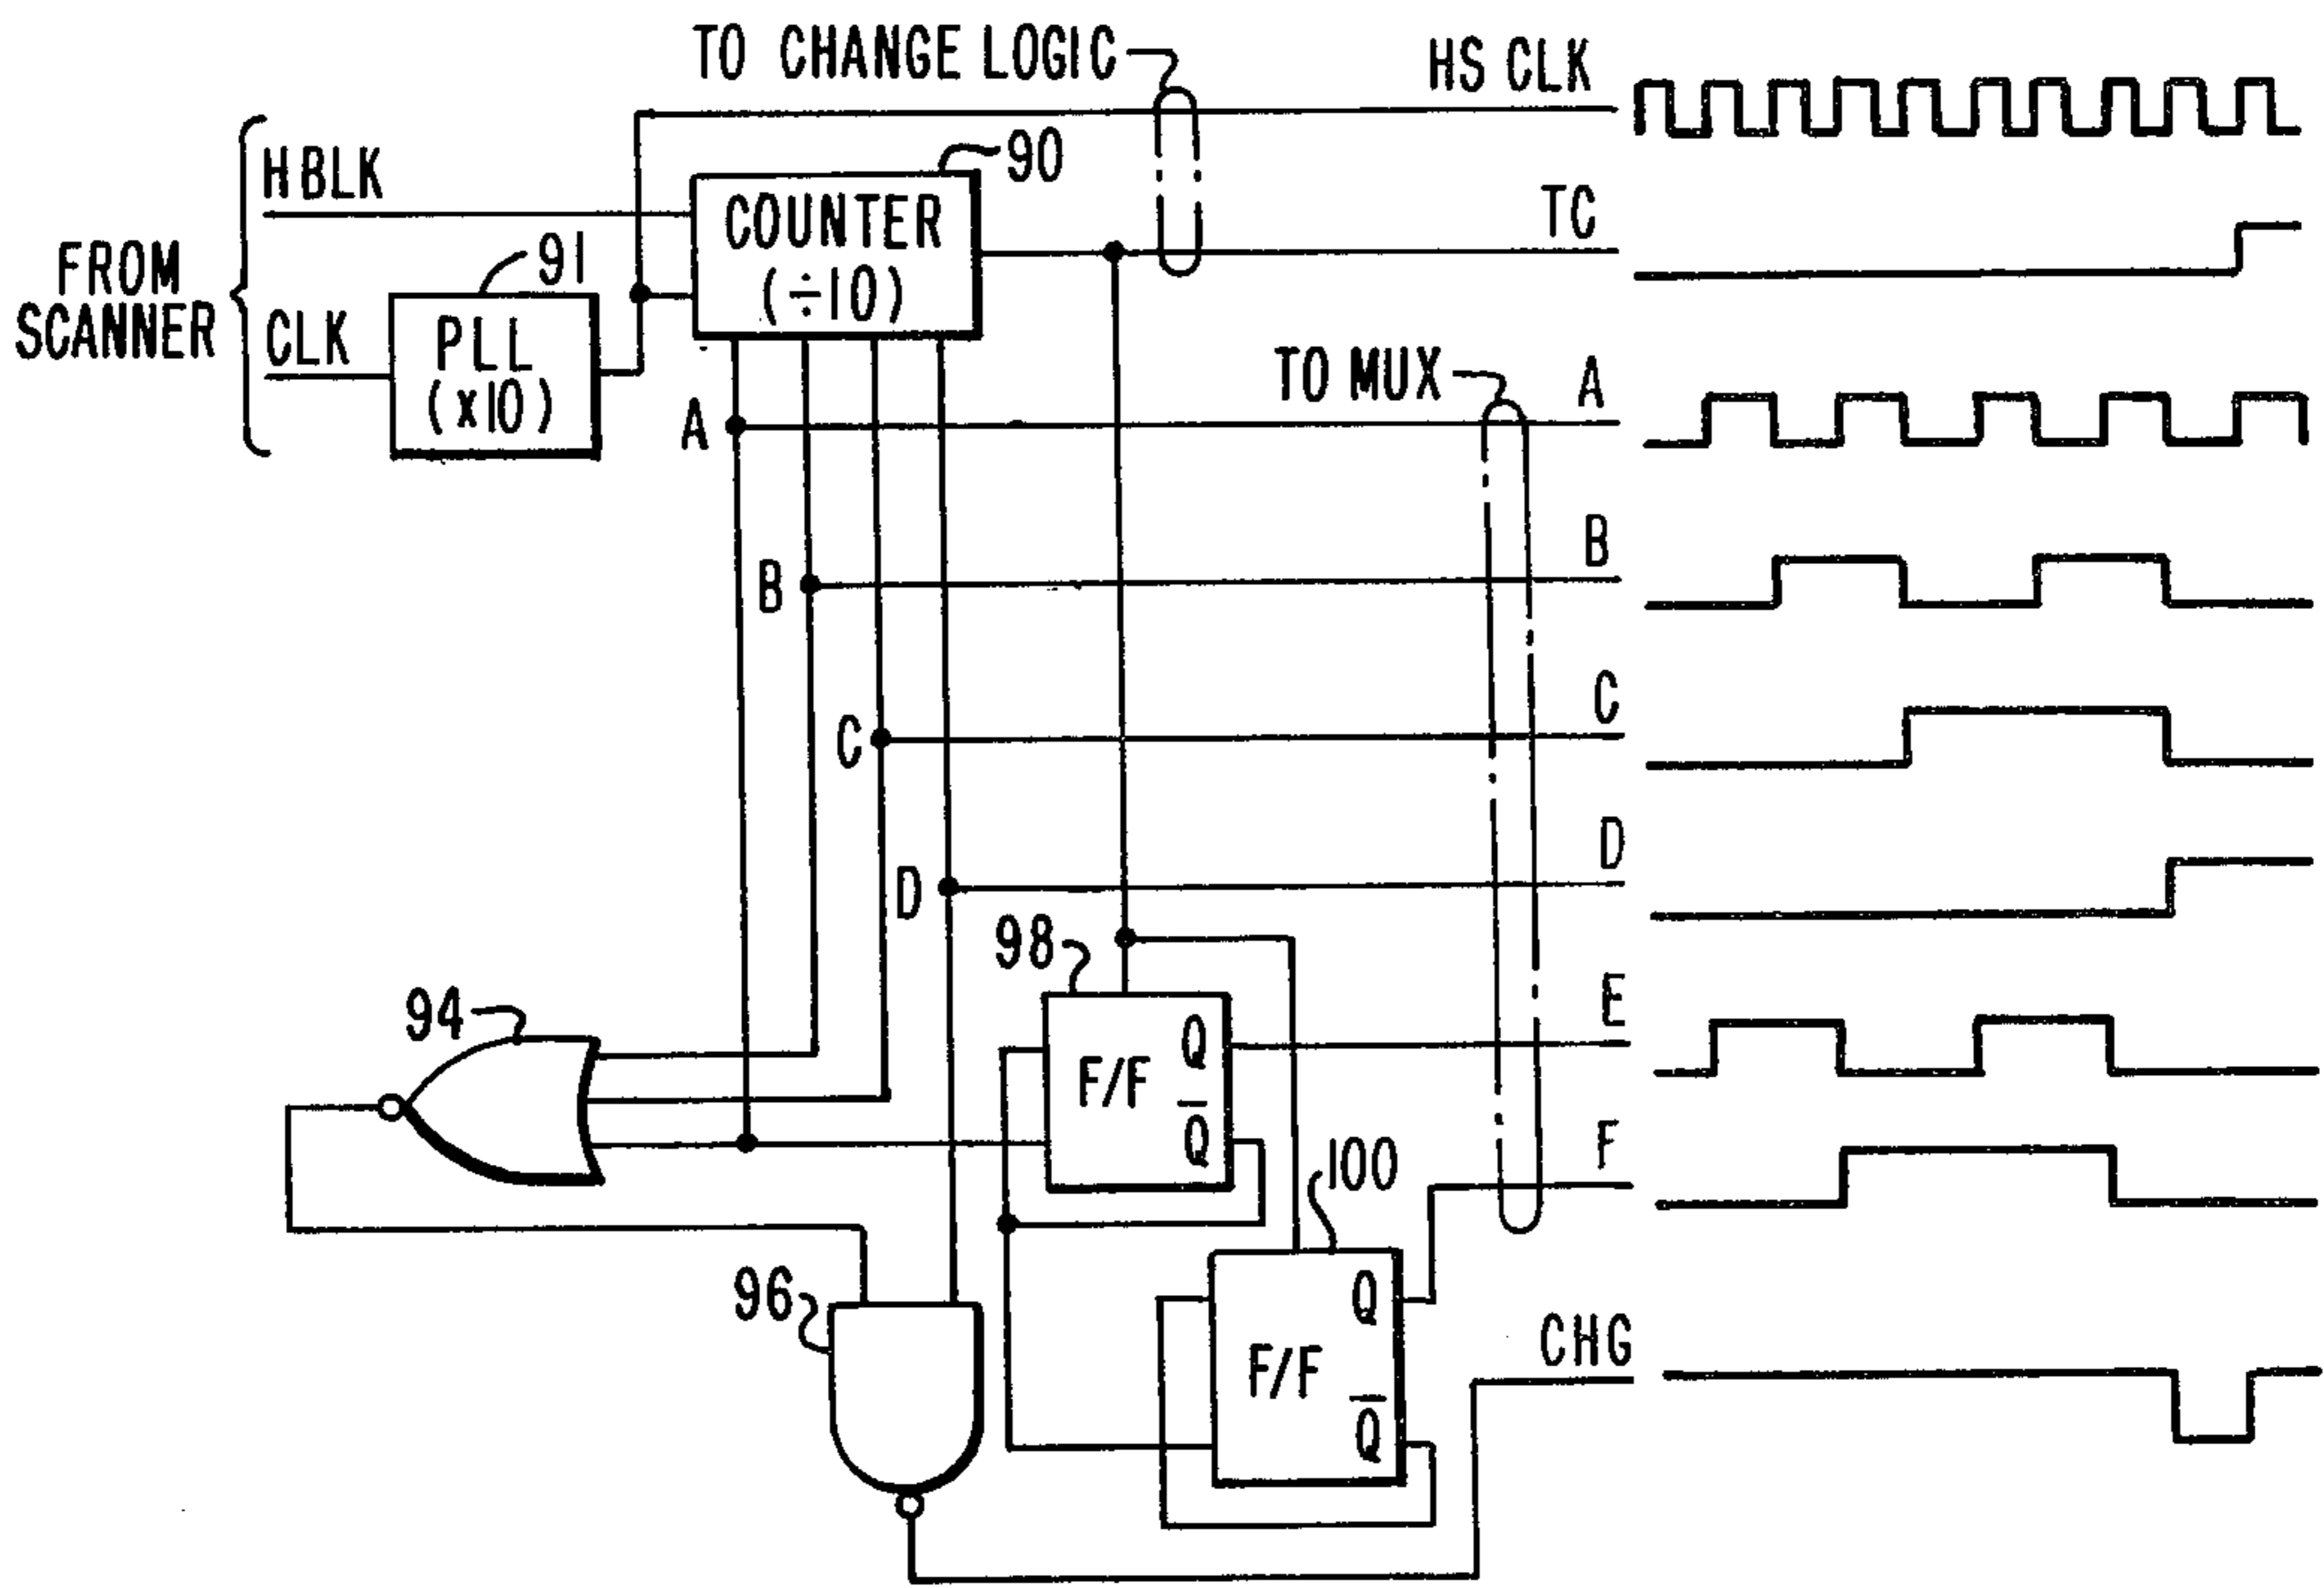 TO CHANGE LOGIC
HS CLK
HBLK
90
COUNTER
(÷10)
TC
FROM
SCANNER
91
CLK
PLL
(x10)
TO MUX
A
A
B
B
C
C
D
D
98
E
94
Q
F/F
Q̅
F
100
96
Q
F/F
Q̅
CHG